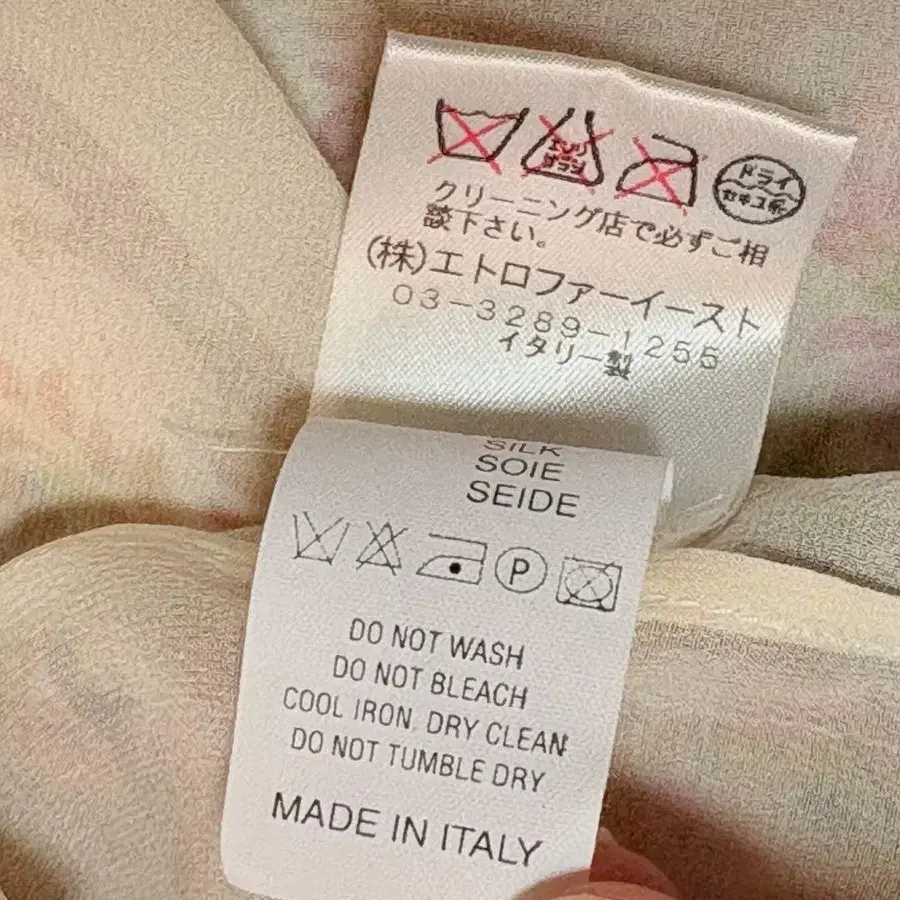 エンソ
サラシ
ドライ
セキユ系
クリーニング店で必ずご相
談下さい。
(株)エトロファーイースト
03-3289-1255
イタリー製
SILK
SOIE
SEIDE
P
DO NOT WASH
DO NOT BLEACH
COOL IRON, DRY CLEAN
DO NOT TUMBLE DRY
MADE IN ITALY